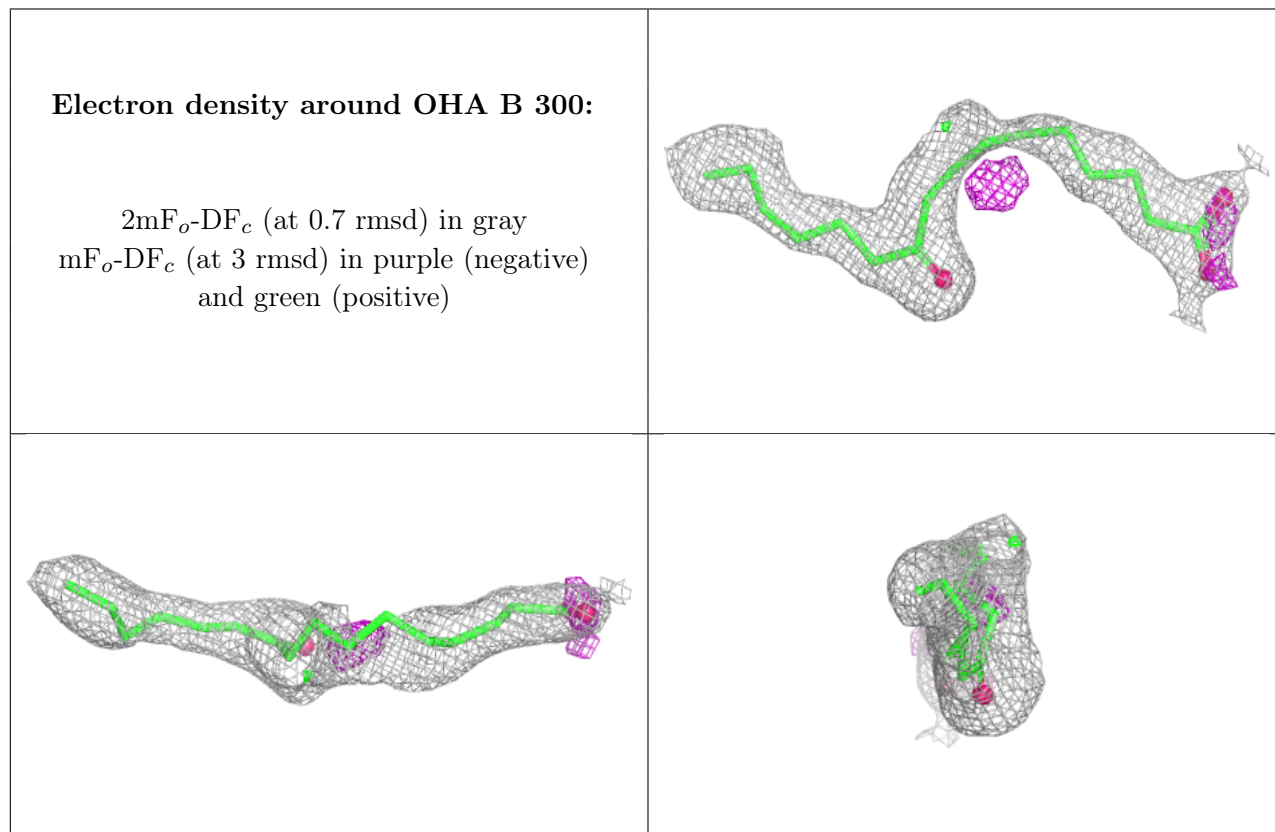 Electron density around OHA B 300:
2mFo-DFc (at 0.7 rmsd) in gray
mFo-DFc (at 3 rmsd) in purple (negative)
and green (positive)